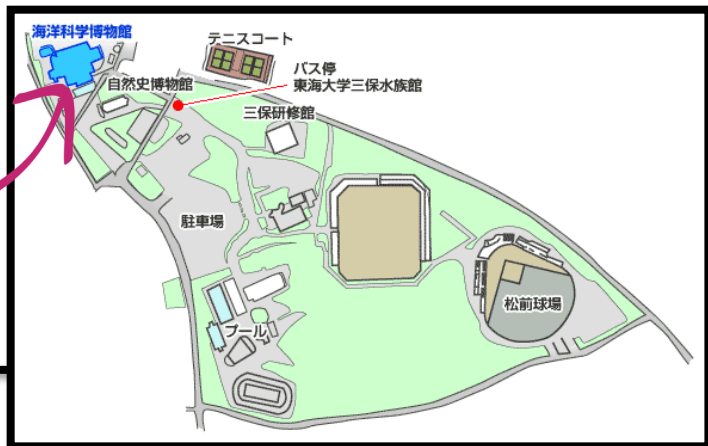 海洋科学博物館
テニスコート
バス停
東海大学三保水族館
自然史博物館
三保研修館
駐車場
松前球場
プール